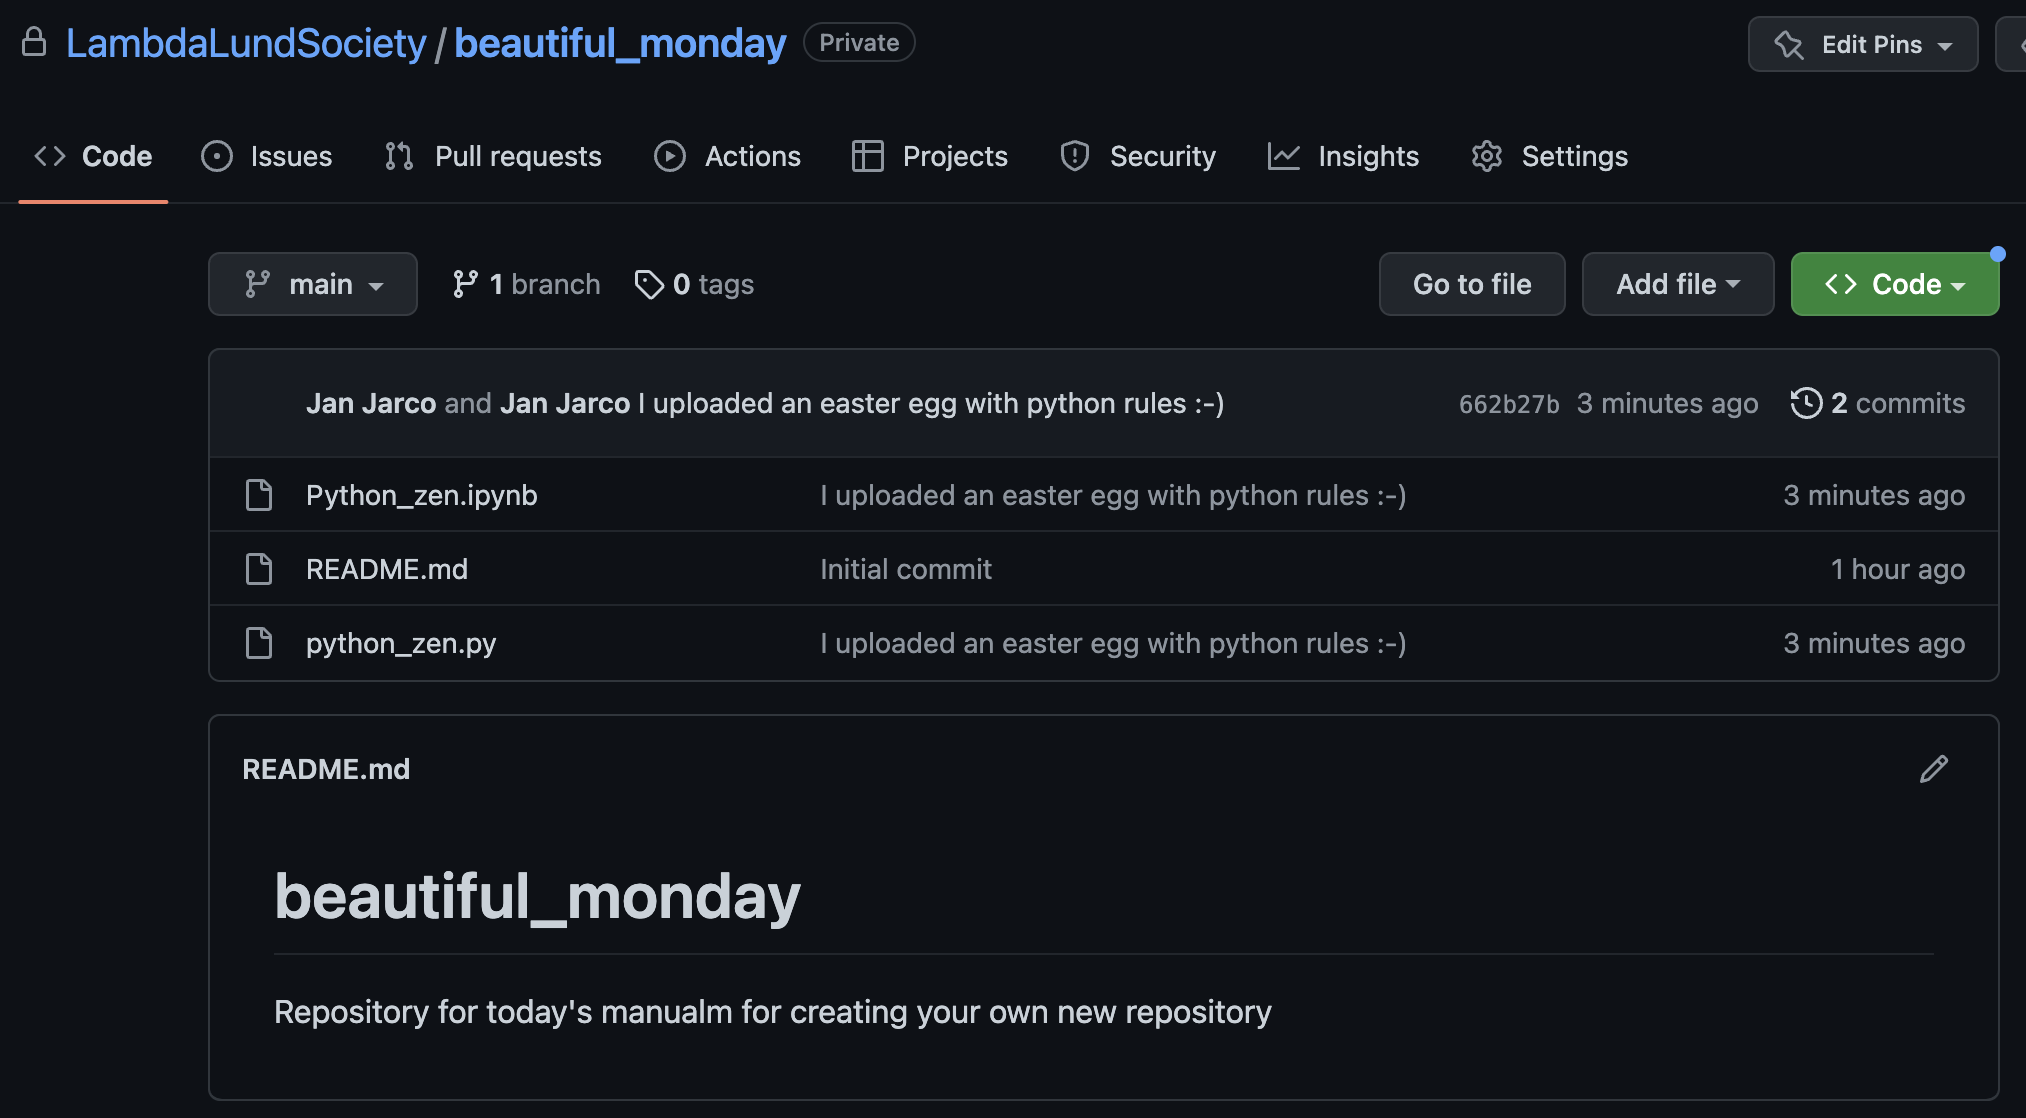 LambdaLundSociety / beautiful_monday Private Edit Pins
Code Issues Pull requests Actions Projects Security Insights Settings
main 1 branch 0 tags Go to file Add file Code
Jan Jarco and Jan Jarco I uploaded an easter egg with python rules :-) 662b27b 3 minutes ago 2 commits
Python_zen.ipynb I uploaded an easter egg with python rules :-) 3 minutes ago
README.md Initial commit 1 hour ago
python_zen.py I uploaded an easter egg with python rules :-) 3 minutes ago
README.md
beautiful_monday
Repository for today's manualm for creating your own new repository